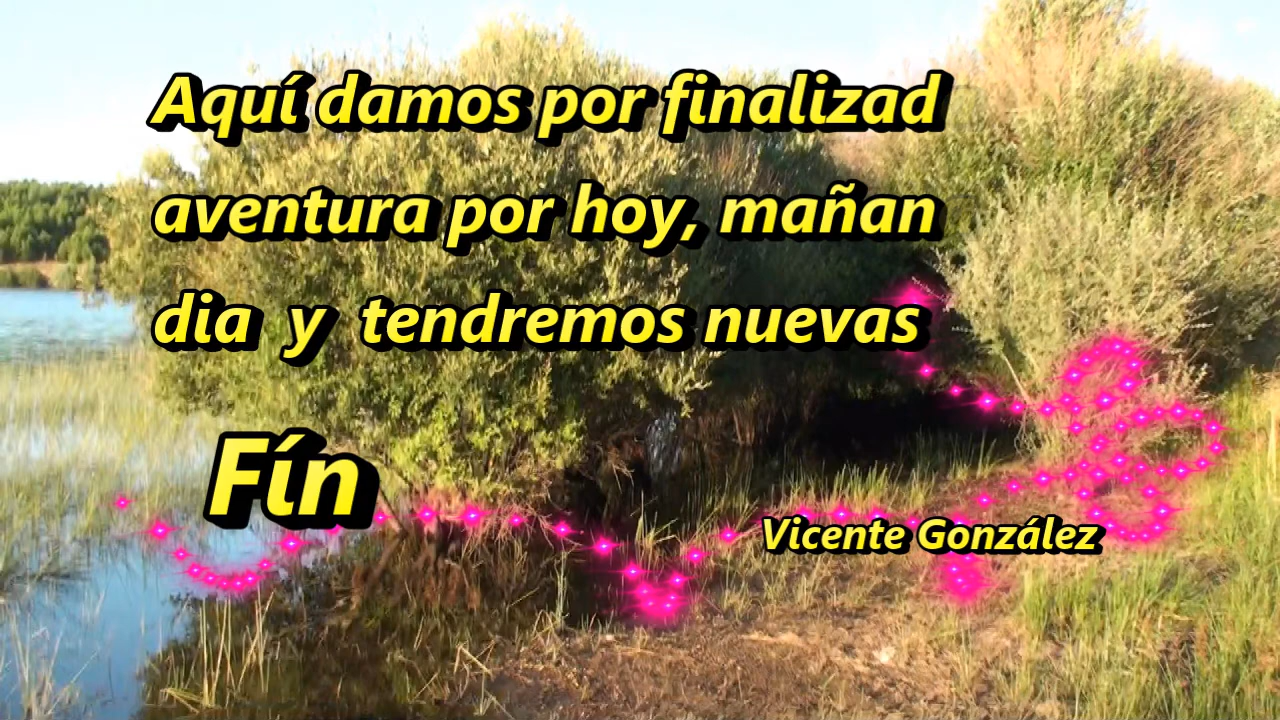 Aquí damos por finalizad
aventura por hoy, mañan
dia y tendremos nuevas
Fín
Vicente González